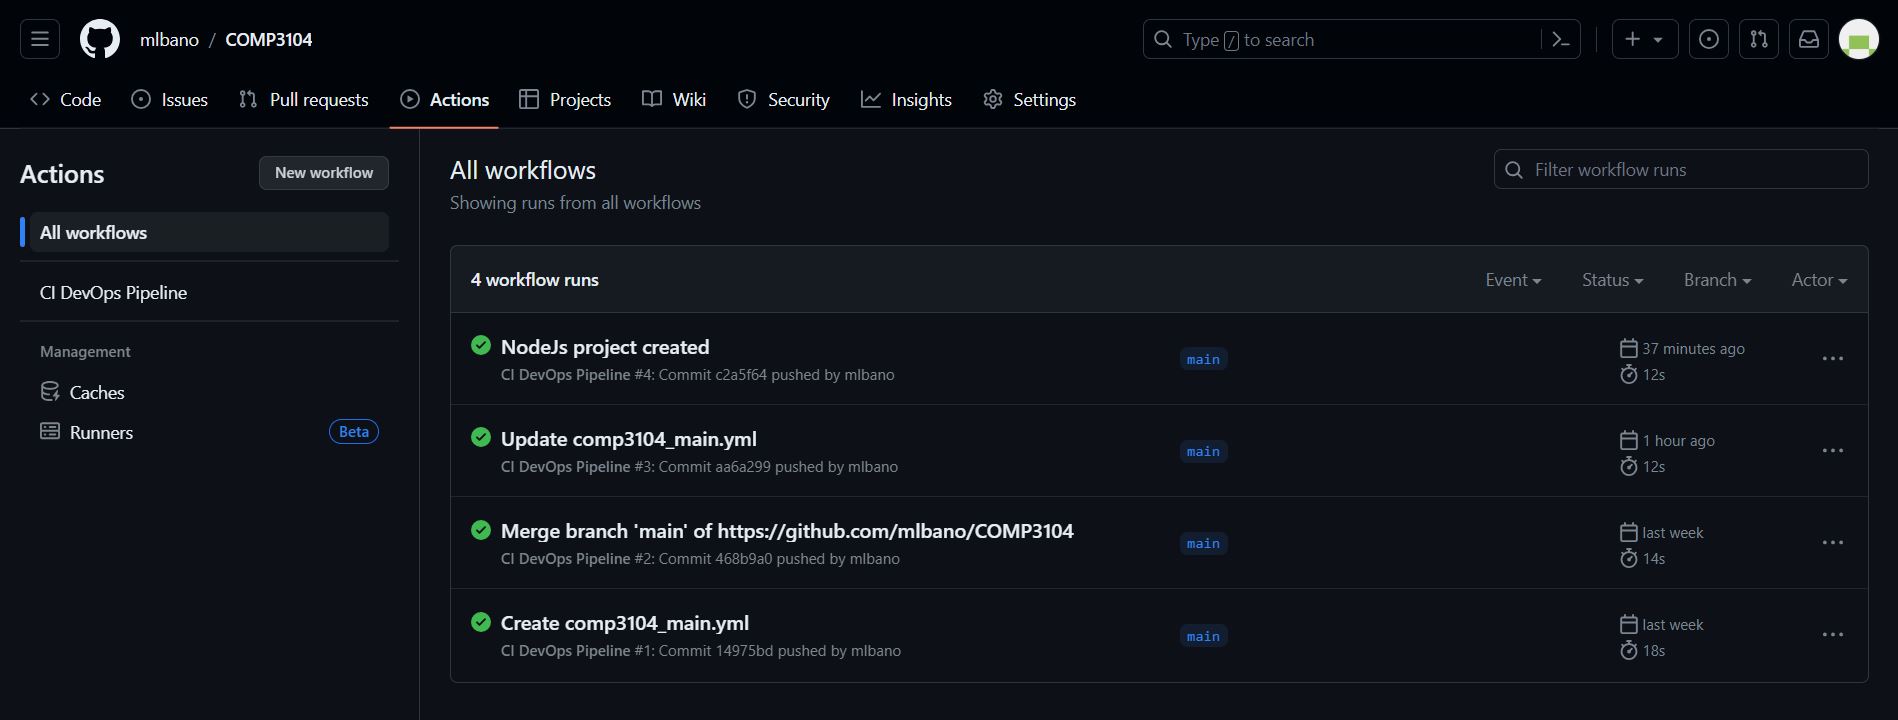 mlbano / COMP3104
Type / to search
Code Issues Pull requests Actions Projects Wiki Security Insights Settings
Actions
New workflow
All workflows
CI DevOps Pipeline
Management
Caches
Runners Beta
All workflows
Showing runs from all workflows
Filter workflow runs
4 workflow runs
Event Status Branch Actor
NodeJs project created
CI DevOps Pipeline #4: Commit c2a5f64 pushed by mlbano
main
37 minutes ago
12s
Update comp3104_main.yml
CI DevOps Pipeline #3: Commit aa6a299 pushed by mlbano
main
1 hour ago
12s
Merge branch 'main' of https://github.com/mlbano/COMP3104
CI DevOps Pipeline #2: Commit 468b9a0 pushed by mlbano
main
last week
14s
Create comp3104_main.yml
CI DevOps Pipeline #1: Commit 14975bd pushed by mlbano
main
last week
18s